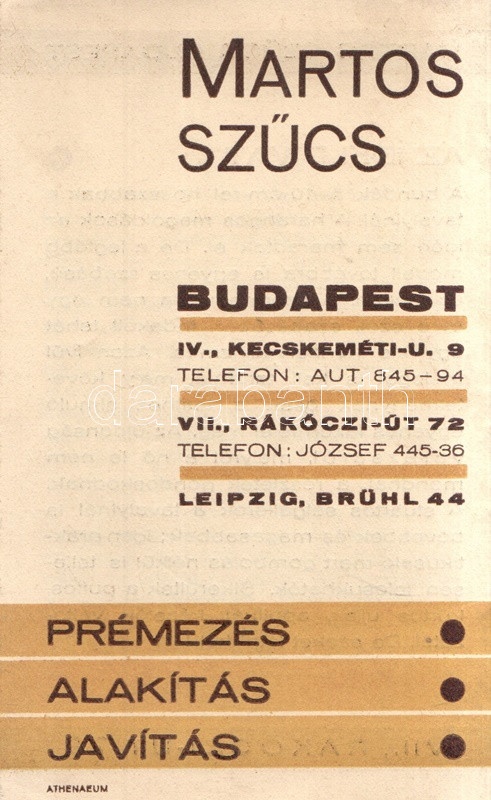 MARTOS
SZŰCS
BUDAPEST
IV., KECSKEMÉTI-U. 9
TELEFON: AUT. 845-94
darabanth
VII., RÁKÓCZI-ÚT 72
TELEFON: JÓZSEF 445-36
LEIPZIG, BRÜHL 44
PRÉMEZÉS
ALAKÍTÁS
JAVÍTÁS
ATHENAEUM